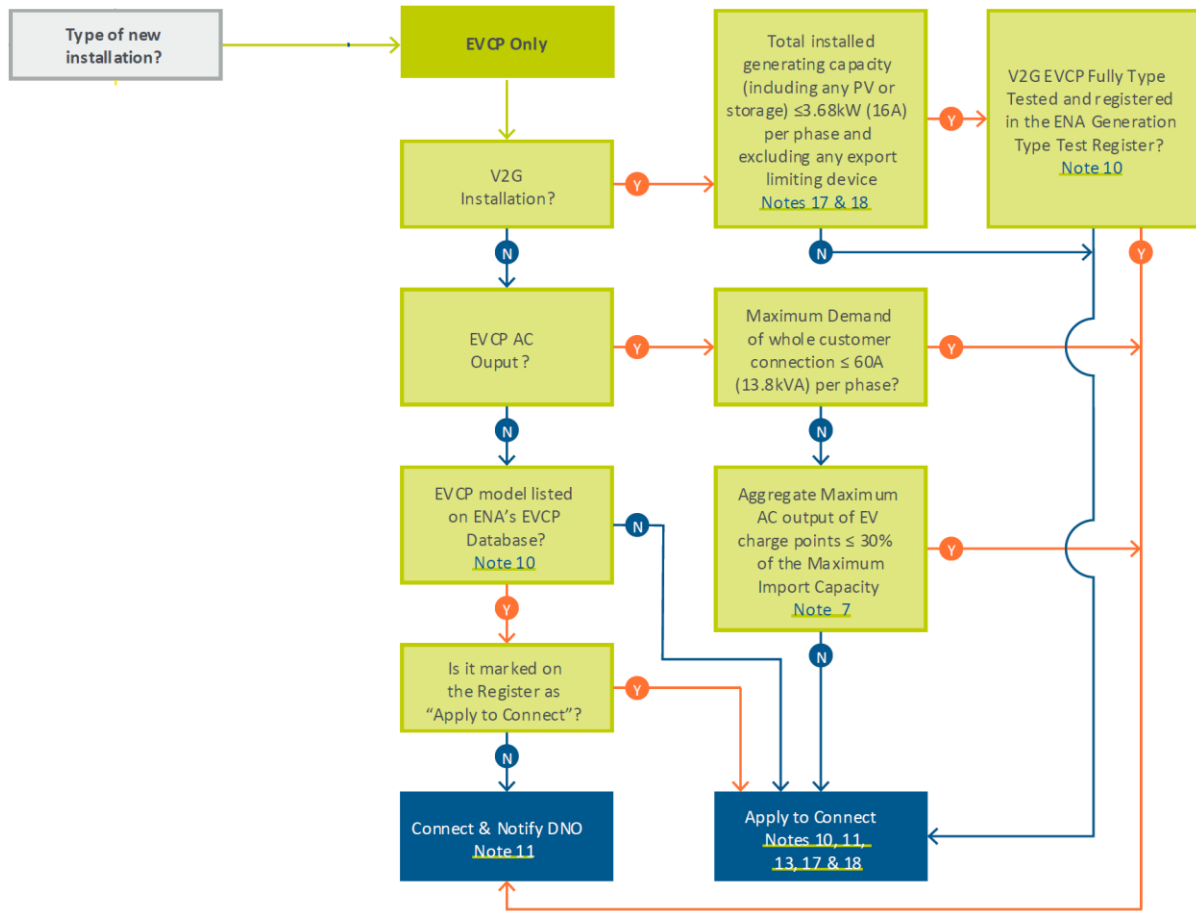 Type of new
installation?
EVCP Only
Total installed
generating capacity
(including any PV or
storage) ≤3.68kW (16A)
per phase and
excluding any export
limiting device
Notes 17 & 18
Y
V2G EVCP Fully Type
Tested and registered
in the ENA Generation
Type Test Register?
Note 10
V2G
Installation?
Y
N
N
Y
EVCP AC
Ouput ?
Y
Maximum Demand
of whole customer
connection ≤ 60A
(13.8kVA) per phase?
Y
N
N
EVCP model listed
on ENA's EVCP
Database?
Note 10
N
Aggregate Maximum
AC output of EV
charge points ≤ 30%
of the Maximum
Import Capacity
Note 7
Y
Y
N
Is it marked on
the Register as
“Apply to Connect”?
Y
N
Connect & Notify DNO
Note 11
Apply to Connect
Notes 10, 11,
13, 17 & 18